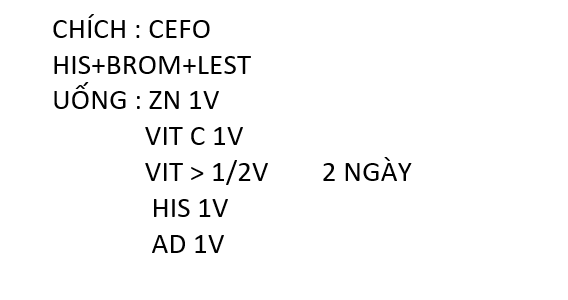 CHÍCH : CEFO
HIS+BROM+LEST
UỐNG : ZN 1V
VIT C 1V
VIT > 1/2V 2 NGÀY
HIS 1V
AD 1V